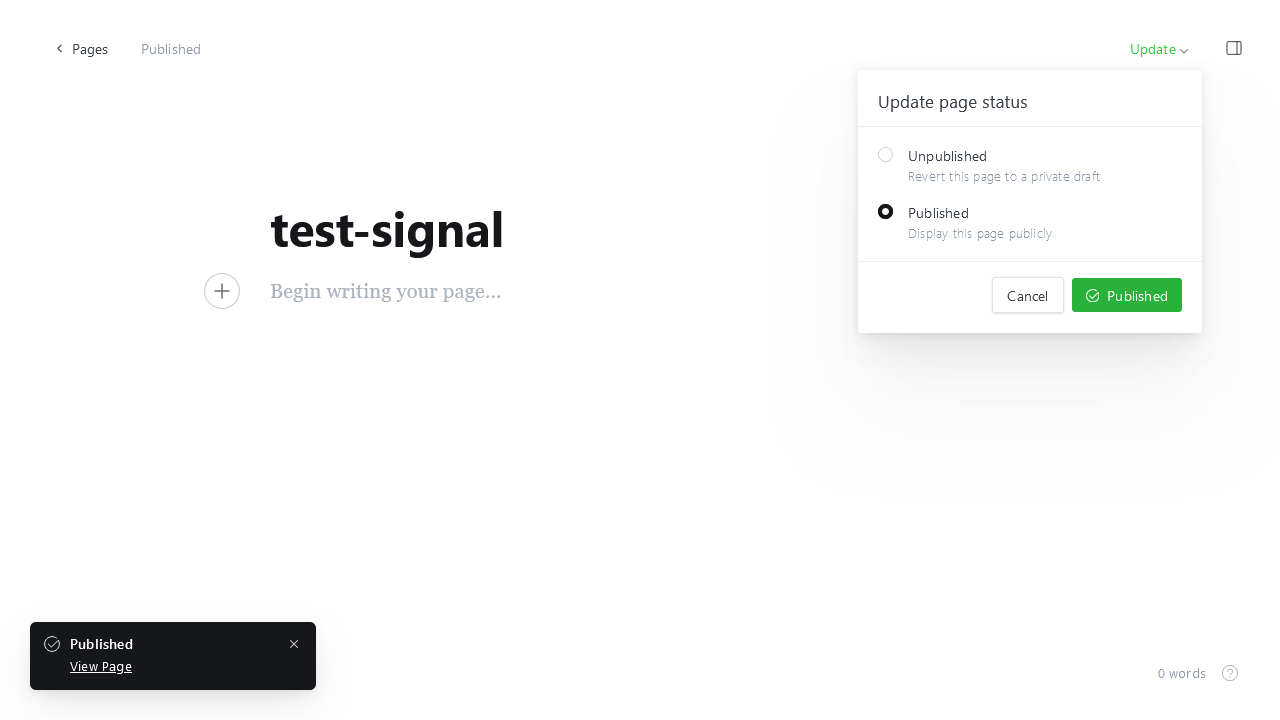 Pages
Published
Update
Update page status
Unpublished
Revert this page to a private draft
Published
Display this page publicly
Cancel
Published
test-signal
Begin writing your page...
Published
View Page
0 words